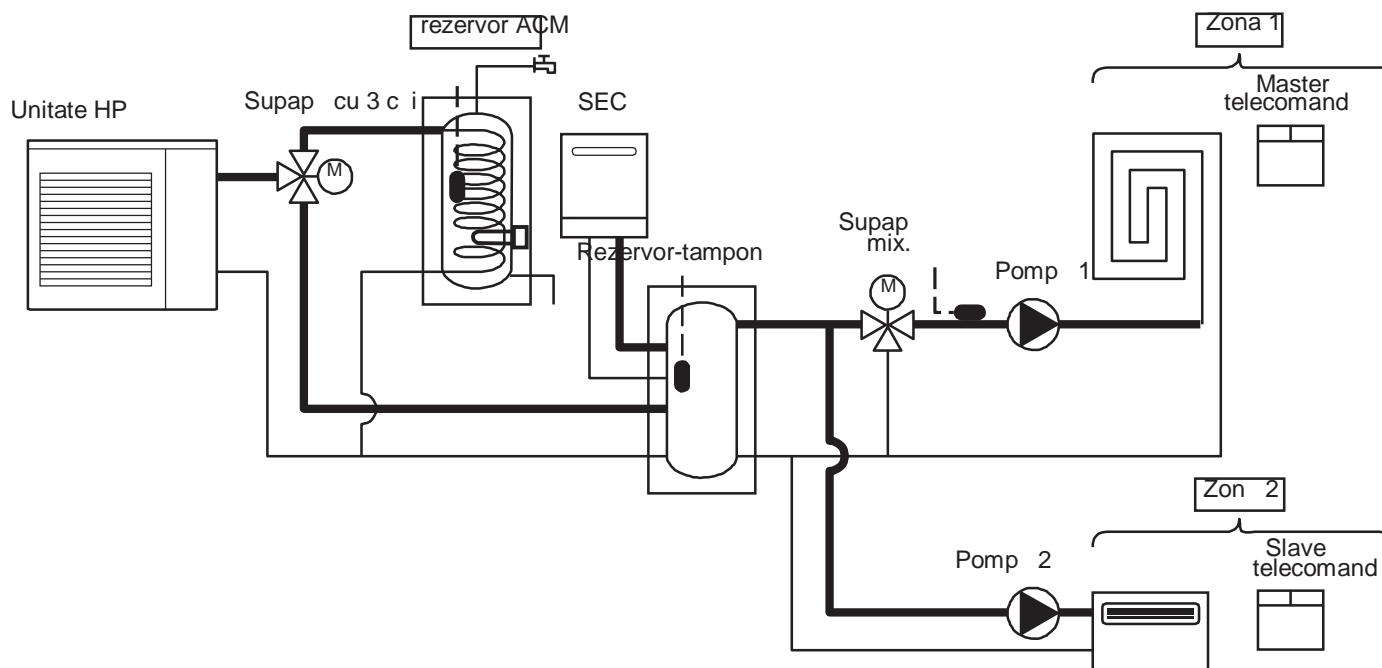 rezervor ACM
Zona 1
Master
telecomand
Unitate HP
Supap cu 3 c i
SEC
M
Rezervor-tampon
Supap
mix.
Pomp 1
M
Zon 2
Slave
telecomand
Pomp 2